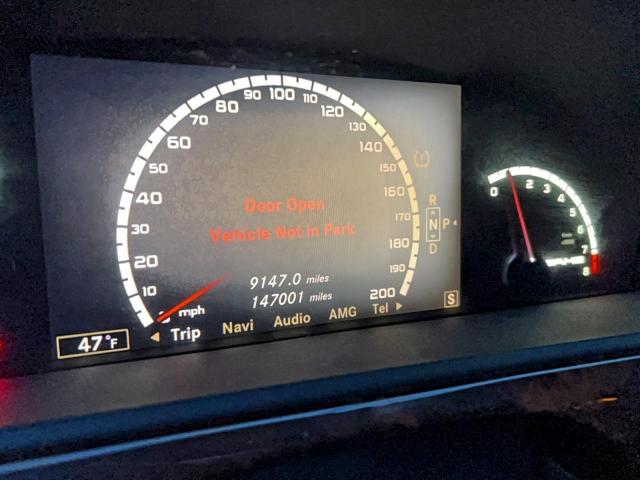 90 100 110
80 120
70 130
60 140
50 150
40 160
30 170
20 180
10 190
0 mph 200
Door Open
Vehicle Not in Park
R
N P
D
9147.0 miles
147001 miles
Trip Navi Audio AMG Tel
S
47°F
0 2 3 4 5 6 7 8
AMG